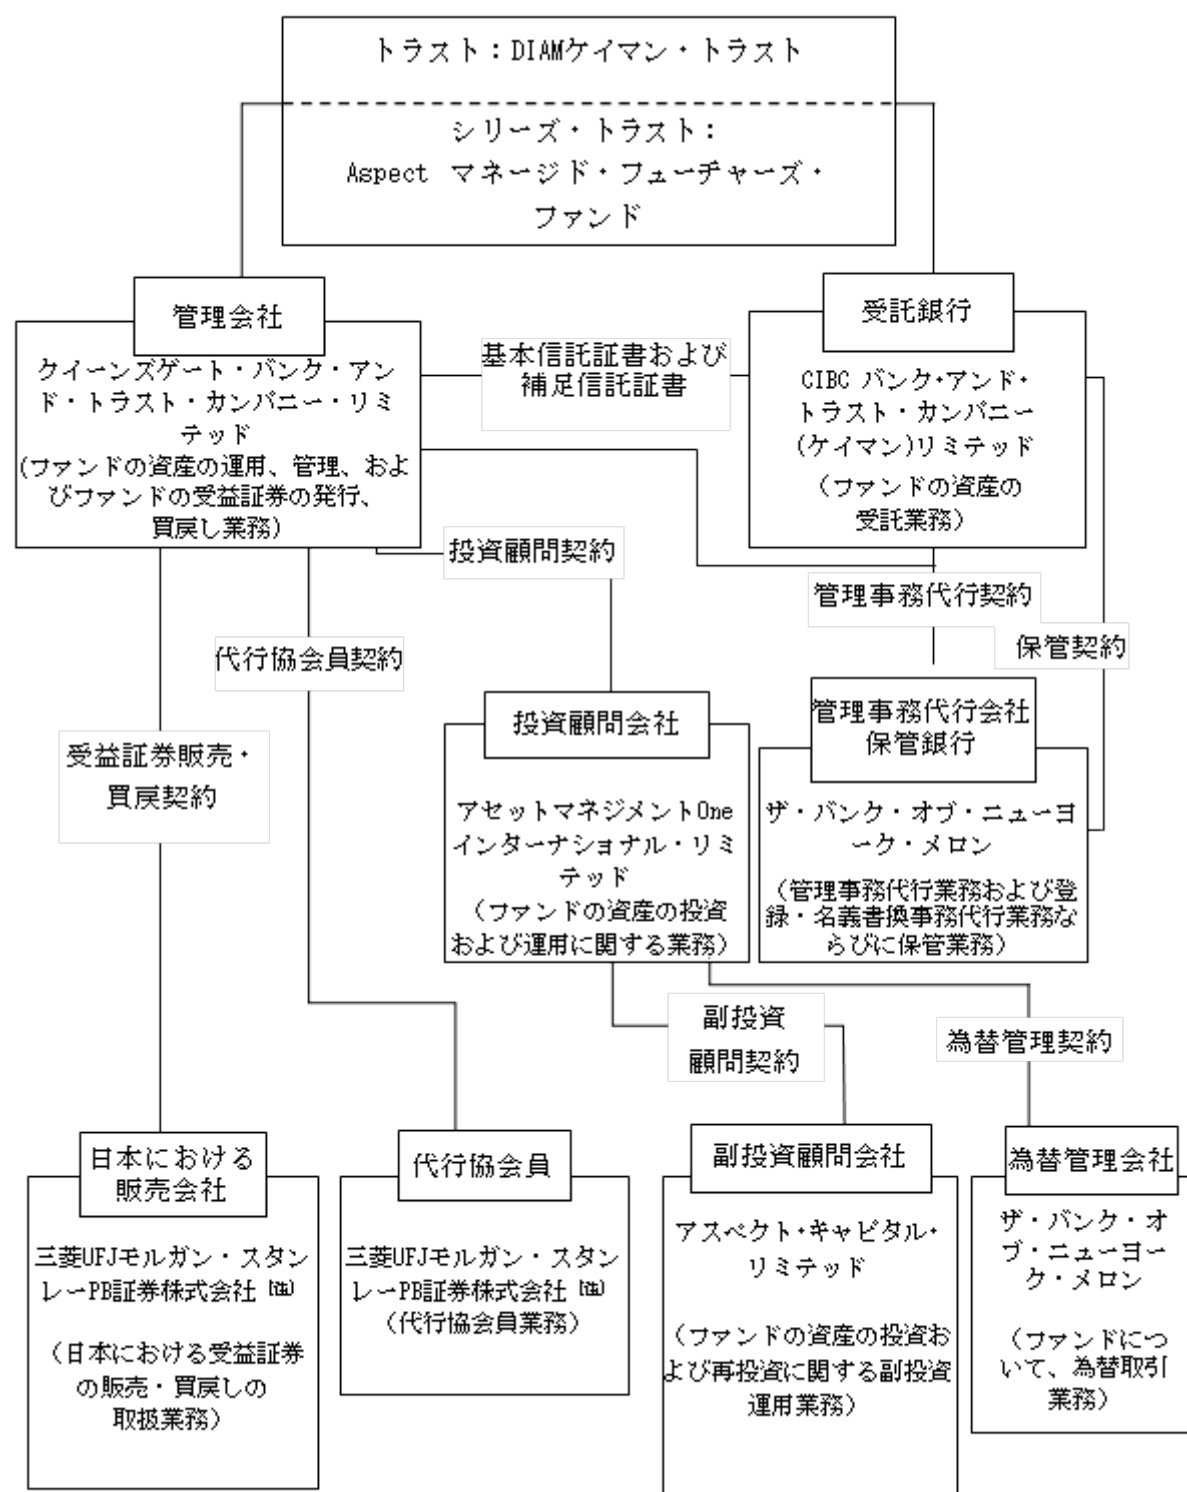 トラスト：DIAMケイマン・トラスト
シリーズ・トラスト：
Aspect マネージド・フューチャーズ・
ファンド
管理会社
クイーンズゲート・バンク・アン
ド・トラスト・カンパニー・リミ
テッド
(ファンドの資産の運用、管理、およ
びファンドの受益証券の発行、
買戻し業務)
基本信託証書および
補足信託証書
受託銀行
CIBC バンク・アンド・
トラスト・カンパニー
(ケイマン)リミテッド
（ファンドの資産の
受託業務）
投資顧問契約
管理事務代行契約
保管契約
代行協会員契約
受益証券販売・
買戻契約
投資顧問会社
アセットマネジメントOne
インターナショナル・リミ
テッド
（ファンドの資産の投資
および運用に関する業務）
管理事務代行会社
保管銀行
ザ・バンク・オブ・ニューヨ
ーク・メロン
（管理事務代行業務および登
録・名義書換事務代行業務な
らびに保管業務）
副投資
顧問契約
為替管理契約
日本における
販売会社
三菱UFJモルガン・スタン
レーPB証券株式会社
（日本における受益証券
の販売・買戻しの
取扱業務）
代行協会員
三菱UFJモルガン・スタン
レーPB証券株式会社
（代行協会員業務）
副投資顧問会社
アスペクト・キャピタル・
リミテッド
（ファンドの資産の投資お
よび再投資に関する副投資
運用業務）
為替管理会社
ザ・バンク・オ
ブ・ニューヨー
ク・メロン
（ファンドにつ
いて、為替取引
業務）